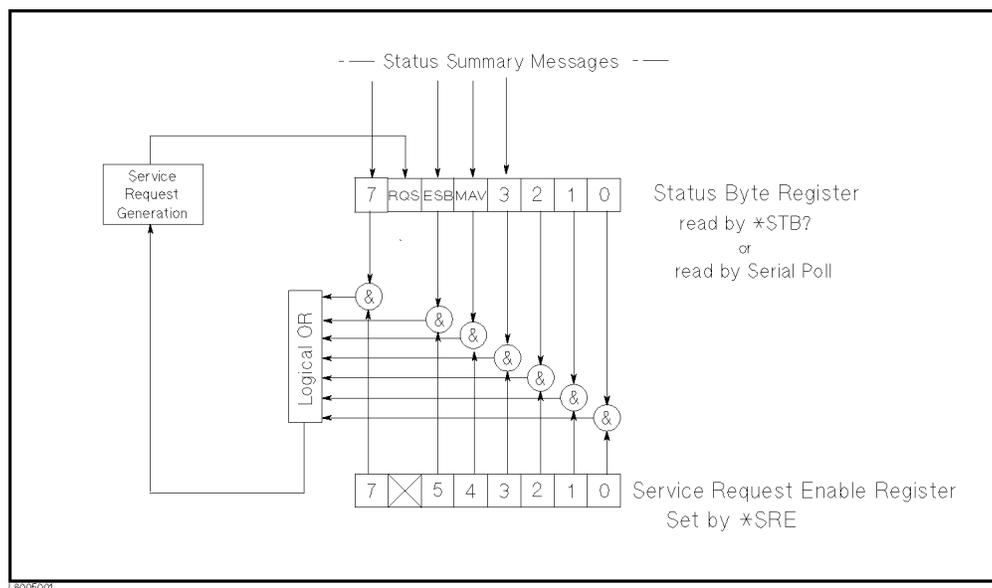 Status Summary Messages
Service
Request
Generation
7 RQS ESB MAV 3 2 1 0
Status Byte Register
read by *STB?
or
read by Serial Poll
&
&
&
&
&
&
&
Logical OR
7 5 4 3 2 1 0
Service Request Enable Register
Set by *SRE